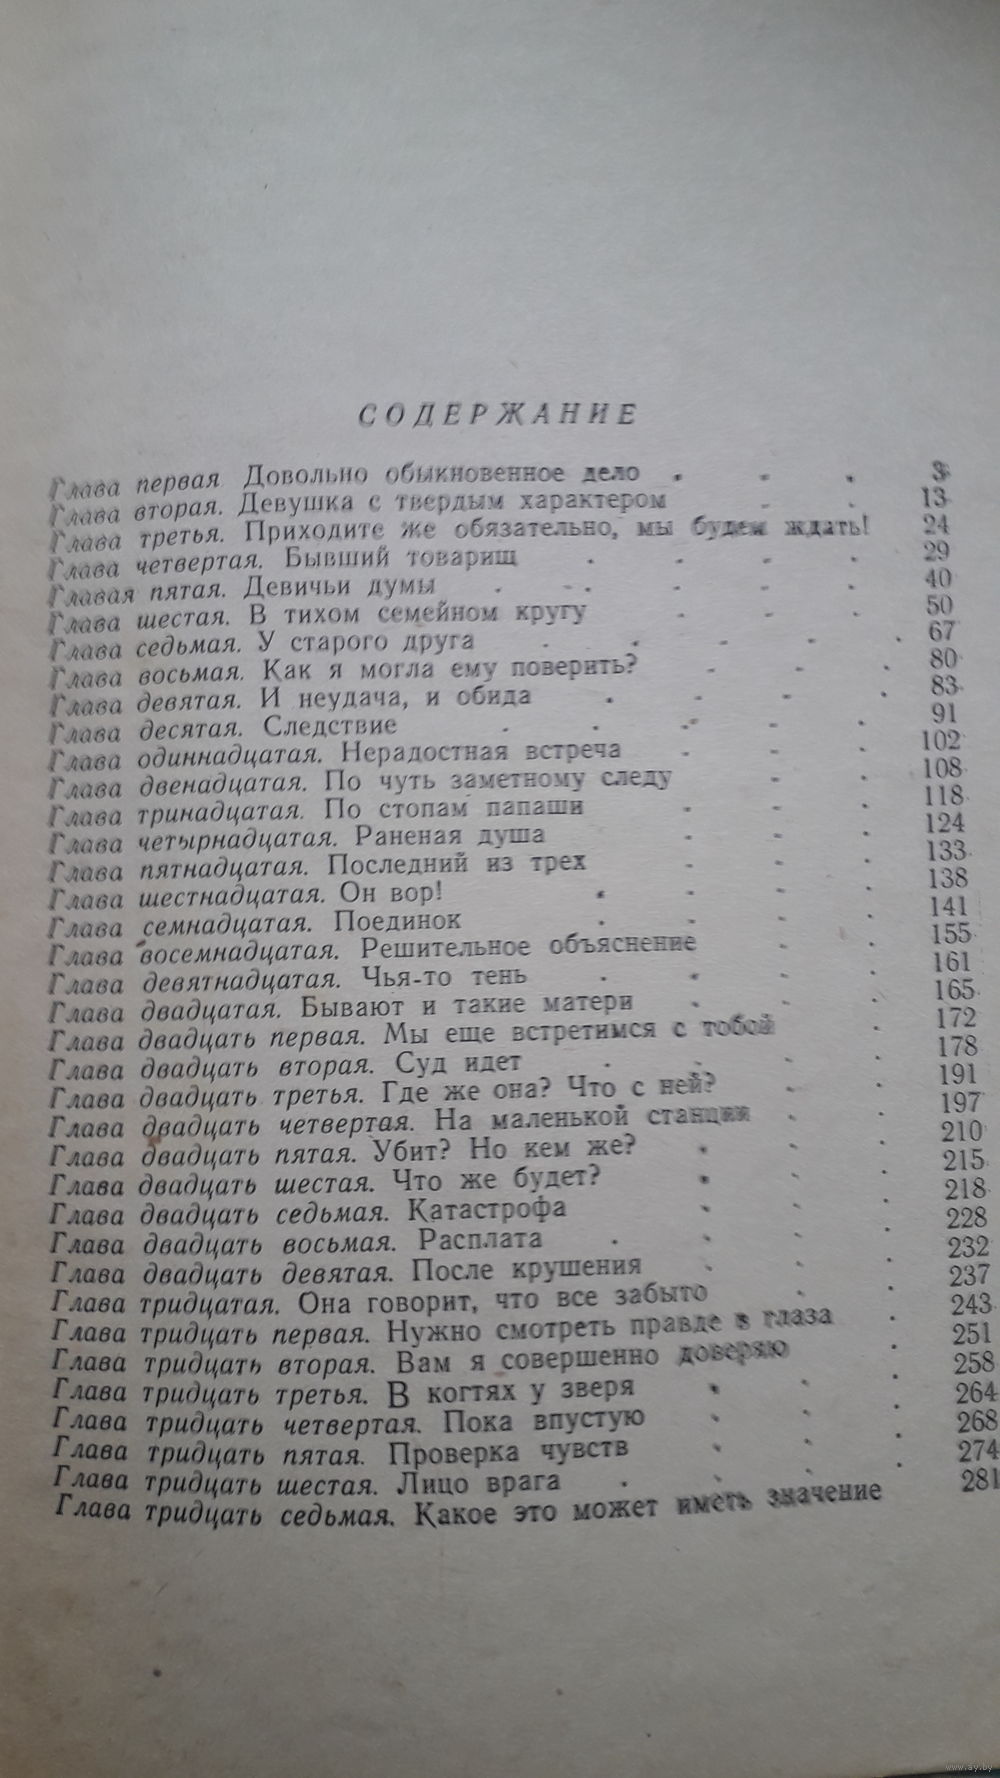 СОДЕРЖАНИЕ
Глава первая Довольно обыкновенное дело . . . 3
Глава вторая. Девушка с твердым характером . . 13
Глава третья. Приходите же обязательно, мы будем ждать! 24
Глава четвертая. Бывший товарищ . . . . 29
Главая пятая. Девичьи думы . . . . . 40
Глава шестая. В тихом семейном кругу . . . 50
Глава седьмая. У старого друга . . . . . 67
Глава восьмая. Как я могла ему поверить? . . . 80
Глава девятая. И неудача, и обида . . . . 83
Глава десятая. Следствие . . . . . 91
Глава одиннадцатая. Нерадостная встреча . . . 102
Глава двенадцатая. По чуть заметному следу . . 108
Глава тринадцатая. По стопам папаши . . . 118
Глава четырнадцатая. Раненая душа . . . 124
Глава пятнадцатая. Последний из трех . . . 133
Глава шестнадцатая. Он вор! . . . . 138
Глава семнадцатая. Поединок . . . . 141
Глава восемнадцатая. Решительное объяснение . . 155
Глава девятнадцатая. Чья-то тень . . . . 161
Глава двадцатая. Бывают и такие матери . . . 165
Глава двадцать первая. Мы еще встретимся с тобой . 172
Глава двадцать вторая. Суд идет . . . . 178
Глава двадцать третья. Где же она? Что с ней? . . 191
Глава двадцать четвертая. На маленькой станции . . 197
Глава двадцать пятая. Убит? Но кем же? . . . 210
Глава двадцать шестая. Что же будет? . . . 215
Глава двадцать седьмая. Катастрофа . . . 218
Глава двадцать восьмая. Расплата . . . . 228
Глава двадцать девятая. После крушения . . . 232
Глава тридцатая. Она говорит, что все забыто . . 237
Глава тридцать первая. Нужно смотреть правде в глаза . 243
Глава тридцать вторая. Вам я совершенно доверяю . 251
Глава тридцать третья. В когтях у зверя . . . 258
Глава тридцать четвертая. Пока впустую . . . 264
Глава тридцать пятая. Проверка чувств . . . 268
Глава тридцать шестая. Лицо врага . . . . 274
Глава тридцать седьмая. Какое это может иметь значение 281
www.ay.by